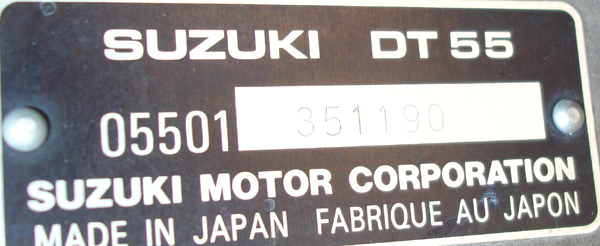 SUZUKI DT 55
05501 351190
SUZUKI MOTOR CORPORATION
MADE IN JAPAN FABRIQUE AU JAPON